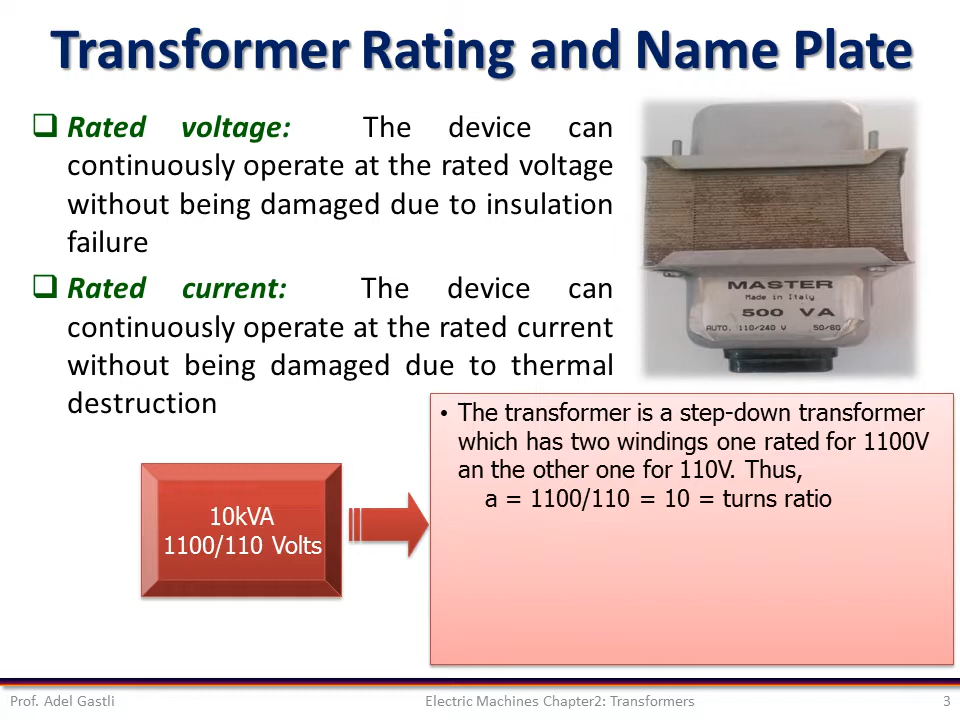 Transformer Rating and Name Plate
Rated voltage: The device can
continuously operate at the rated voltage
without being damaged due to insulation
failure
Rated current: The device can
continuously operate at the rated current
without being damaged due to thermal
destruction
MASTER
Made in Italy
500 VA
AUTO. 110/240 V 50/60
10kVA
1100/110 Volts
• The transformer is a step-down transformer
which has two windings one rated for 1100V
an the other one for 110V. Thus,
a = 1100/110 = 10 = turns ratio
Prof. Adel Gastli Electric Machines Chapter2: Transformers 3